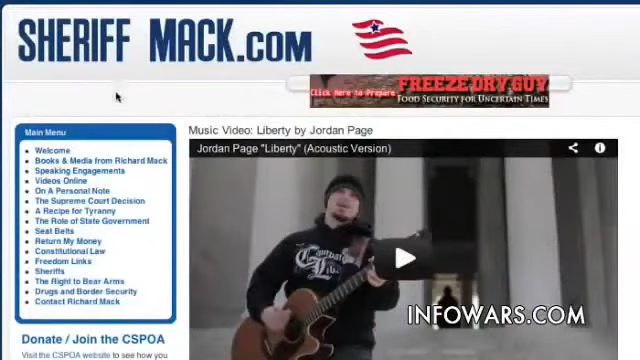 SHERIFF MACK.COM
Click Here to Prepare
FREEZE DRY GUY
FOOD SECURITY FOR UNCERTAIN TIMES
Main Menu
Welcome
Books & Media from Richard Mack
Speaking Engagements
Videos Online
On A Personal Note
The Supreme Court Decision
A Recipe for Tyranny
The Role of State Government
Seat Belts
Return My Money
Constitutional Law
Freedom Links
Sheriffs
The Right to Bear Arms
Drugs and Border Security
Contact Richard Mack
Donate / Join the CSPOA
Visit the CSPOA website to see how you
Music Video: Liberty by Jordan Page
Jordan Page "Liberty" (Acoustic Version)
INFOWARS.COM